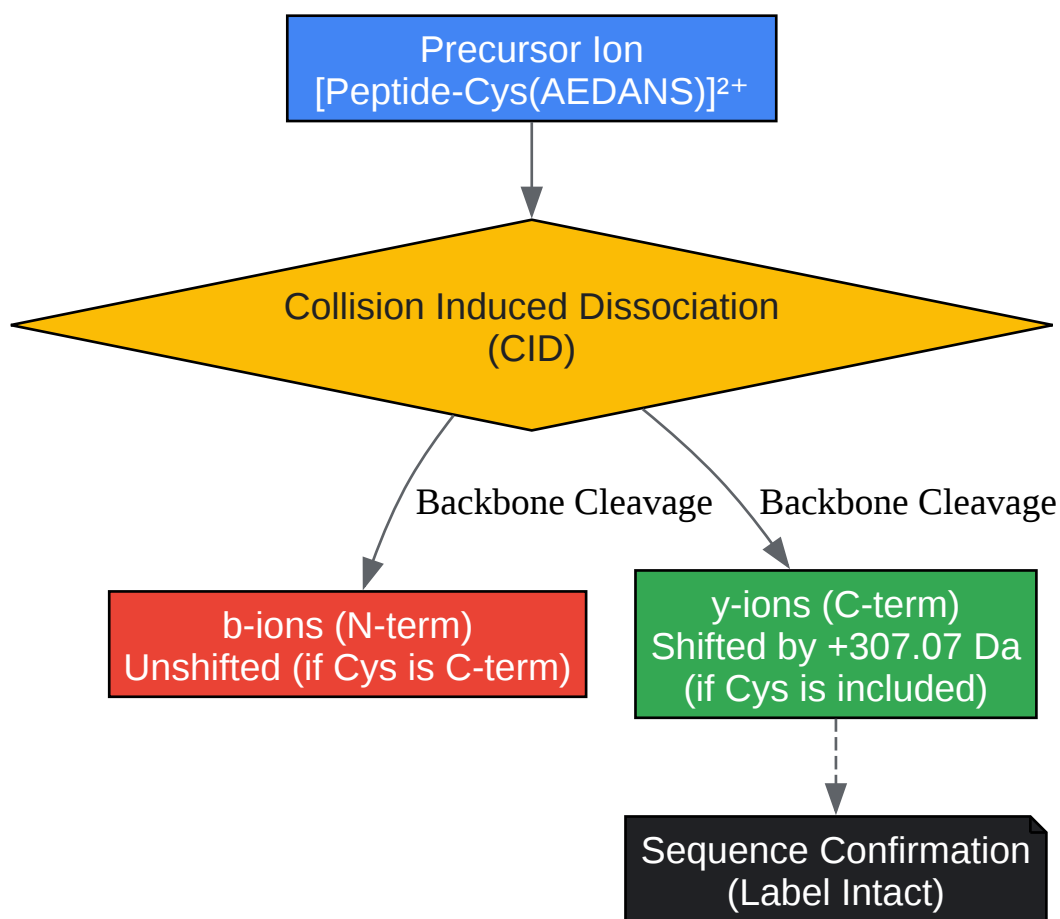 Precursor Ion
[Peptide-Cys(AEDANS)]²⁺
Collision Induced Dissociation
(CID)
Backbone Cleavage
Backbone Cleavage
b-ions (N-term)
Unshifted (if Cys is C-term)
y-ions (C-term)
Shifted by +307.07 Da
(if Cys is included)
Sequence Confirmation
(Label Intact)